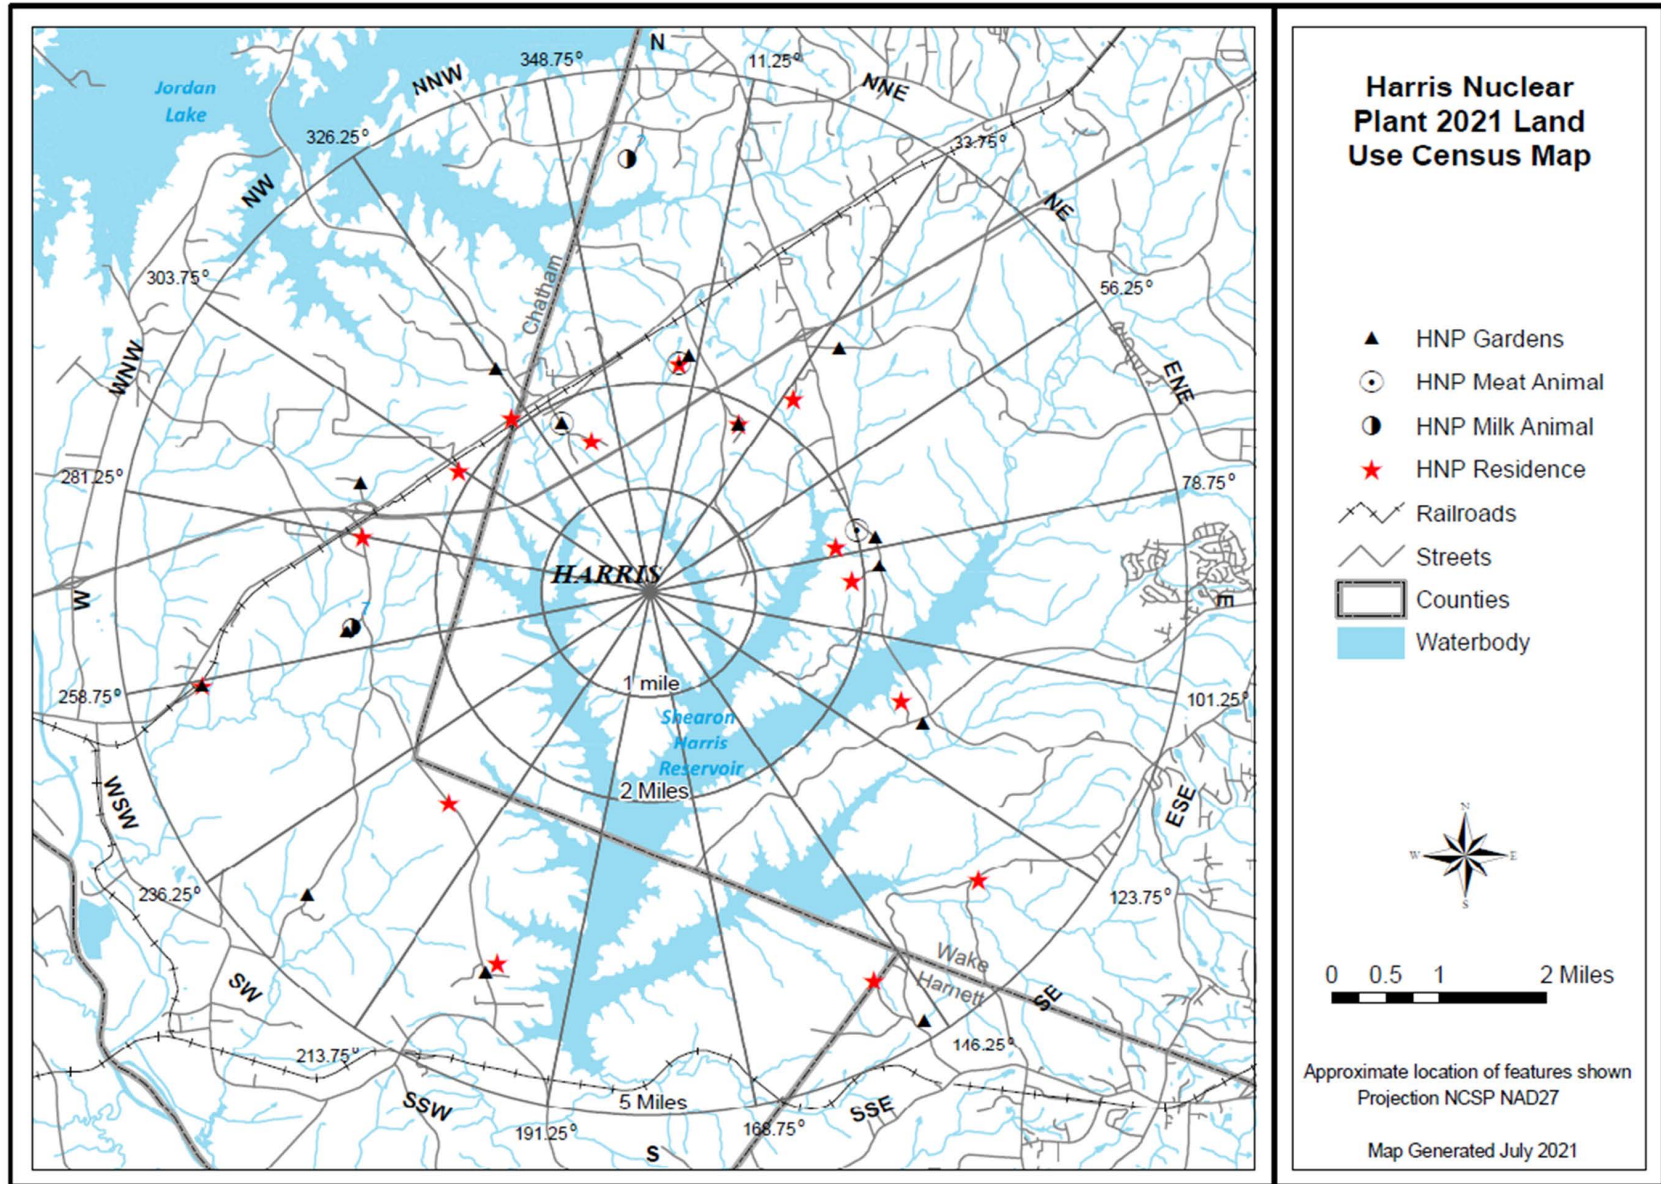 N
348.75°
11.25°
NNW
NNE
Jordan
Lake
326.25°
33.75°
NW
NE
Chatham
303.75°
56.25°
WNW
ENE
281.25°
78.75°
HARRIS
W
E
7
7
1 mile
258.75°
101.25°
Shearon
Harris
Reservoir
2 Miles
WSW
ESE
236.25°
123.75°
Wake
Harnett
SW
SE
213.75°
146.25°
5 Miles
SSW
SSE
191.25°
168.75°
S
Harris Nuclear
Plant 2021 Land
Use Census Map
HNP Gardens
HNP Meat Animal
HNP Milk Animal
HNP Residence
Railroads
Streets
Counties
Waterbody
N
W E
S
0 0.5 1 2 Miles
Approximate location of features shown
Projection NCSP NAD27
Map Generated July 2021